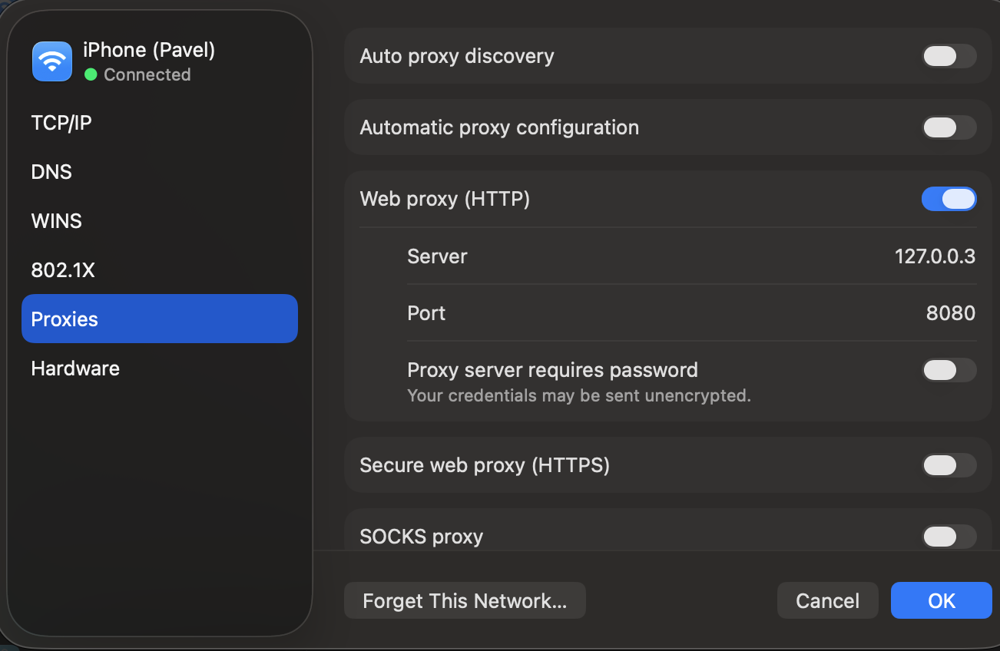 iPhone (Pavel)
Connected
TCP/IP
DNS
WINS
802.1X
Proxies
Hardware
Auto proxy discovery
Automatic proxy configuration
Web proxy (HTTP)
Server 127.0.0.3
Port 8080
Proxy server requires password
Your credentials may be sent unencrypted.
Secure web proxy (HTTPS)
SOCKS proxy
Forget This Network... Cancel OK